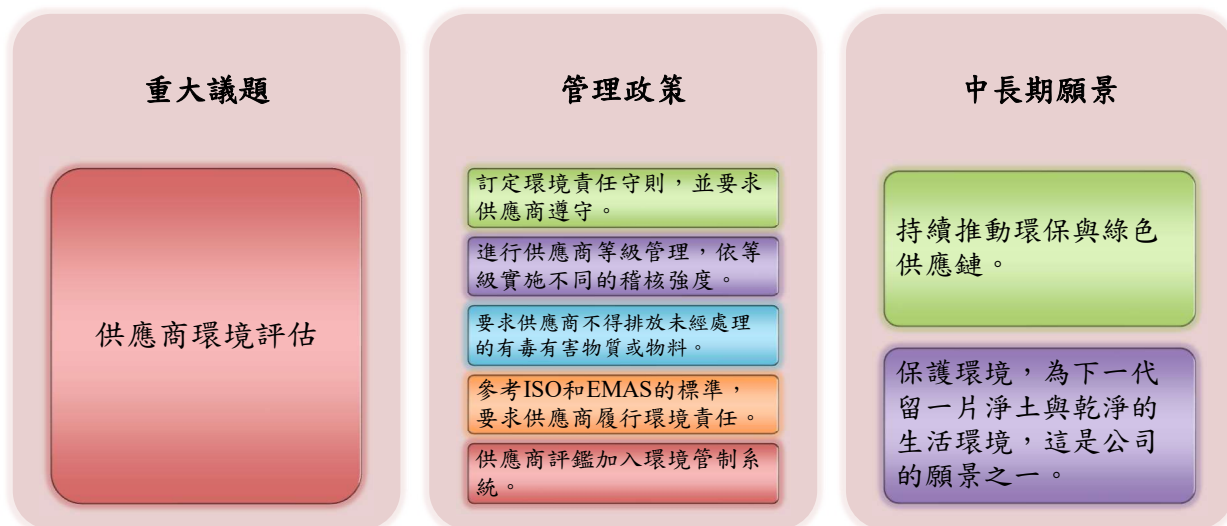 重大議題
供應商環境評估
管理政策
訂定環境責任守則，並要求
供應商遵守。
進行供應商等級管理，依等
級實施不同的稽核強度。
要求供應商不得排放未經處理
的有毒有害物質或物料。
參考ISO和EMAS的標準，
要求供應商履行環境責任。
供應商評鑑加入環境管制系
統。
中長期願景
持續推動環保與綠色
供應鏈。
保護環境，為下一代
留一片淨土與乾淨的
生活環境，這是公司
的願景之一。